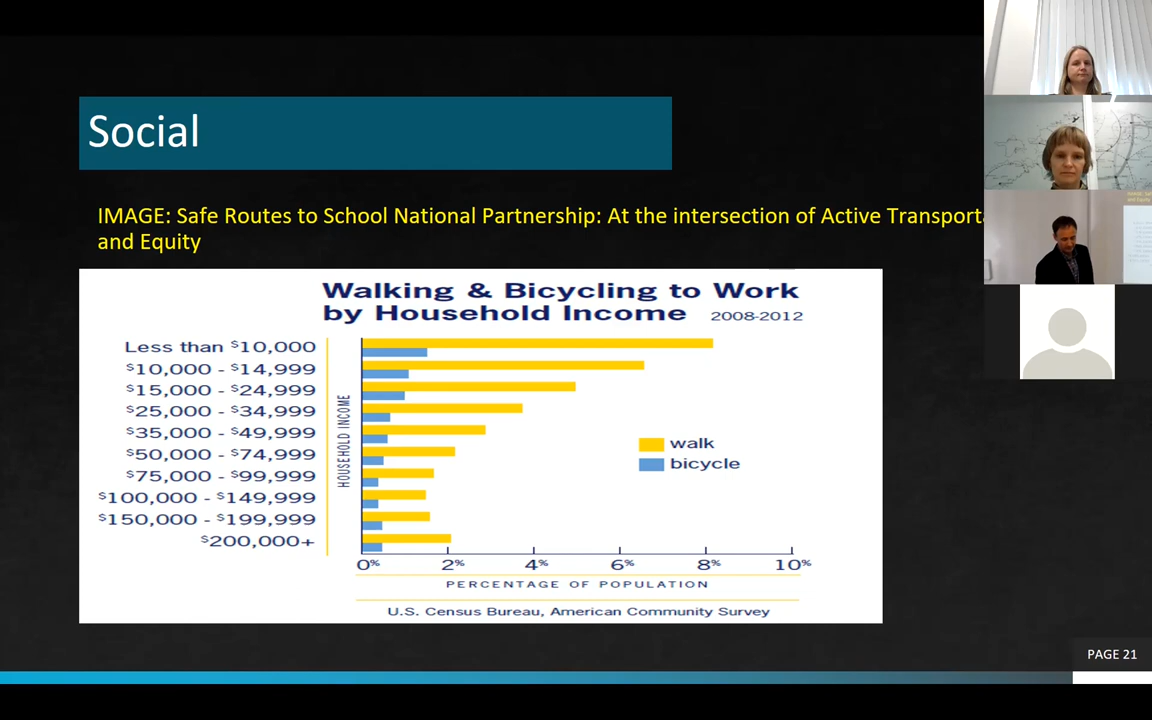 Social
IMAGE: Safe Routes to School National Partnership: At the intersection of Active
and Equity
Walking & Bicycling to Work
by Household Income 2008-2012
Less than $10,000
$10,000 - $14,999
$15,000 - $24,999
$25,000 - $34,999
$35,000 - $49,999
$50,000 - $74,999
$75,000 - $99,999
$100,000 - $149,999
$150,000 - $199,999
$200,000+
HOUSEHOLD INCOME
walk
bicycle
0% 2% 4% 6% 8% 10%
PERCENTAGE OF POPULATION
U.S. Census Bureau, American Community Survey
PAGE 21